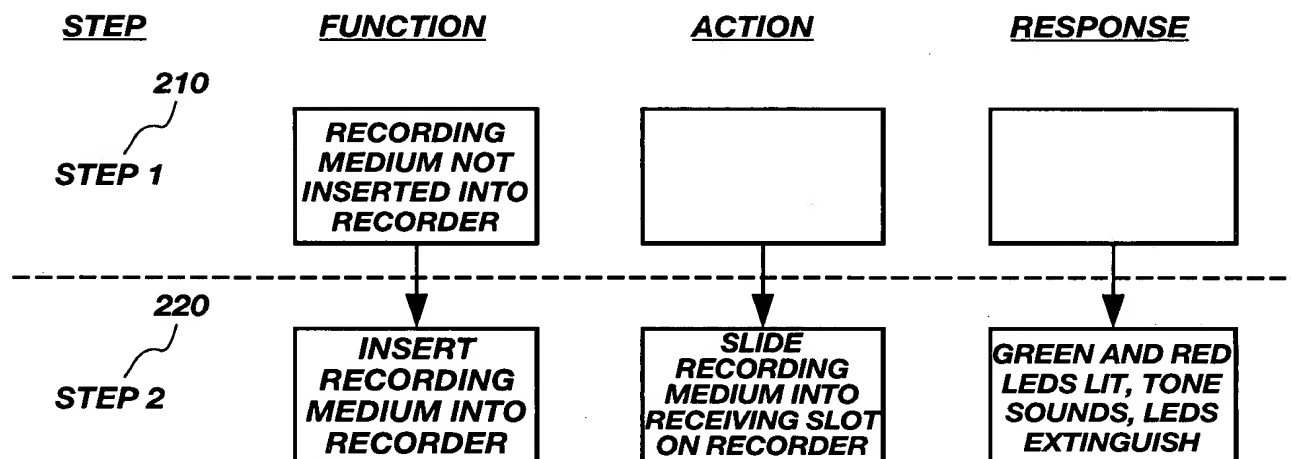 STEP FUNCTION ACTION RESPONSE
210
STEP 1
RECORDING
MEDIUM NOT
INSERTED INTO
RECORDER
220
STEP 2
INSERT
RECORDING
MEDIUM INTO
RECORDER
SLIDE
RECORDING
MEDIUM INTO
RECEIVING SLOT
ON RECORDER
GREEN AND RED
LEDS LIT, TONE
SOUNDS, LEDS
EXTINGUISH